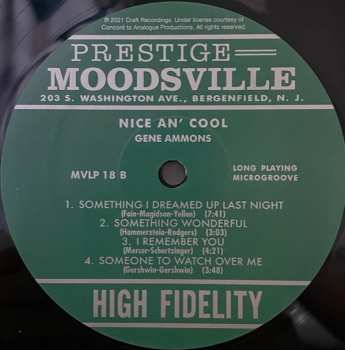 ℗ 2021 Craft Recordings. Under license courtesy of
Concord to Analogue Productions. All rights reserved.
PRESTIGE
MOODSVILLE
203 S. WASHINGTON AVE., BERGENFIELD, N. J.
NICE AN' COOL
GENE AMMONS
MVLP 18 B
LONG PLAYING
MICROGROOVE
1. SOMETHING I DREAMED UP LAST NIGHT
(Fain-Magidson-Yellen) (7:41)
2. SOMETHING WONDERFUL
(Hammerstein-Rodgers) (3:03)
3. I REMEMBER YOU
(Mercer-Schertzinger) (4:21)
4. SOMEONE TO WATCH OVER ME
(Gershwin-Gershwin) (3:48)
HIGH FIDELITY